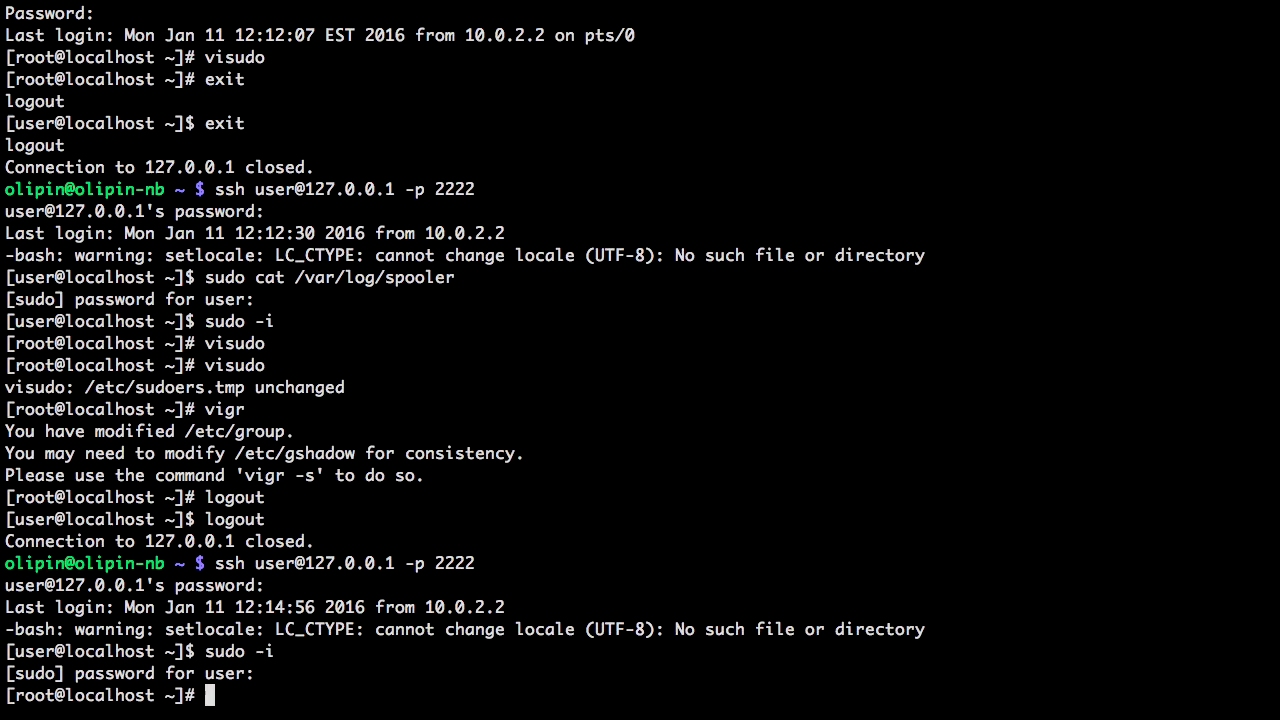 Password:
Last login: Mon Jan 11 12:12:07 EST 2016 from 10.0.2.2 on pts/0
[root@localhost ~]# visudo
[root@localhost ~]# exit
logout
[user@localhost ~]$ exit
logout
Connection to 127.0.0.1 closed.
olipin@olipin-nb ~ $ ssh user@127.0.0.1 -p 2222
user@127.0.0.1's password:
Last login: Mon Jan 11 12:12:30 2016 from 10.0.2.2
-bash: warning: setlocale: LC_CTYPE: cannot change locale (UTF-8): No such file or directory
[user@localhost ~]$ sudo cat /var/log/spooler
[sudo] password for user:
[user@localhost ~]$ sudo -i
[root@localhost ~]# visudo
[root@localhost ~]# visudo
visudo: /etc/sudoers.tmp unchanged
[root@localhost ~]# vigr
You have modified /etc/group.
You may need to modify /etc/gshadow for consistency.
Please use the command 'vigr -s' to do so.
[root@localhost ~]# logout
[user@localhost ~]$ logout
Connection to 127.0.0.1 closed.
olipin@olipin-nb ~ $ ssh user@127.0.0.1 -p 2222
user@127.0.0.1's password:
Last login: Mon Jan 11 12:14:56 2016 from 10.0.2.2
-bash: warning: setlocale: LC_CTYPE: cannot change locale (UTF-8): No such file or directory
[user@localhost ~]$ sudo -i
[sudo] password for user:
[root@localhost ~]#